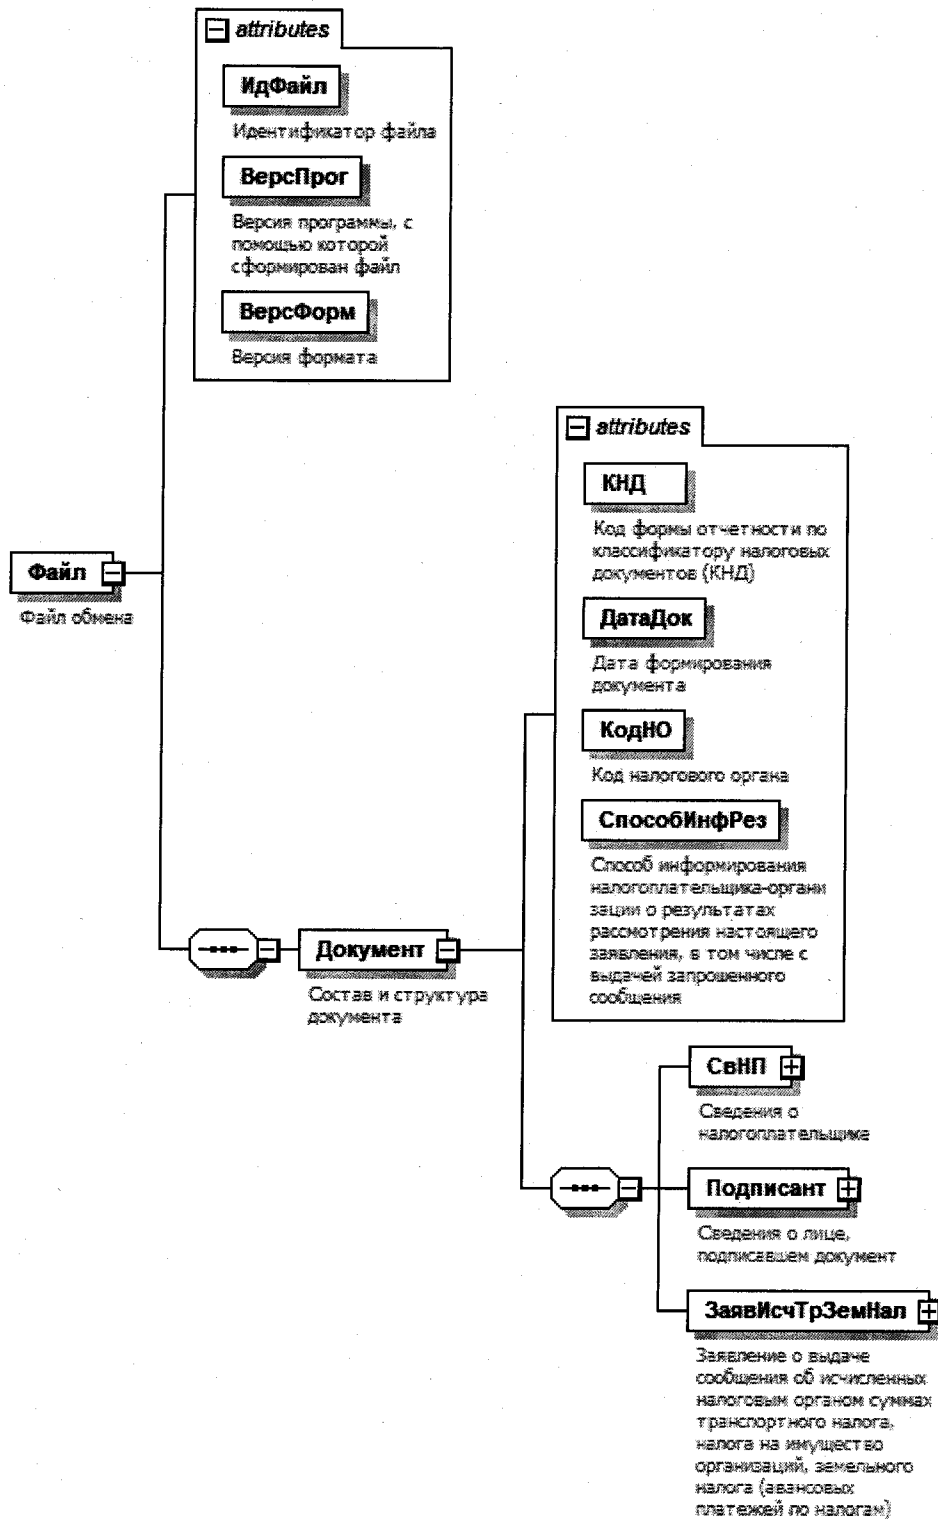 attributes
ИдФайл
Идентификатор файла
ВерсПрог
Версия программы, с
помощью которой
сформирован файл
ВерсФорм
Версия формата
Файл
Файл обмена
Документ
Состав и структура
документа
attributes
КНД
Код формы отчетности по
классификатору налоговых
документов (КНД)
ДатаДок
Дата формирования
документа
КодНО
Код налогового органа
СпособИнфРез
Способ информирования
налогоплательщика-органи
зации о результатах
рассмотрения настоящего
заявления, в том числе с
выдачей запрошенного
сообщения
СвНП
Сведения о
налогоплательщике
Подписант
Сведения о лице,
подписавшем документ
ЗаявИсчТрЗемНал
Заявление о выдаче
сообщения об исчисленных
налоговым органом суммах
транспортного налога,
налога на имущество
организаций, земельного
налога (авансовых
платежей по налогам)